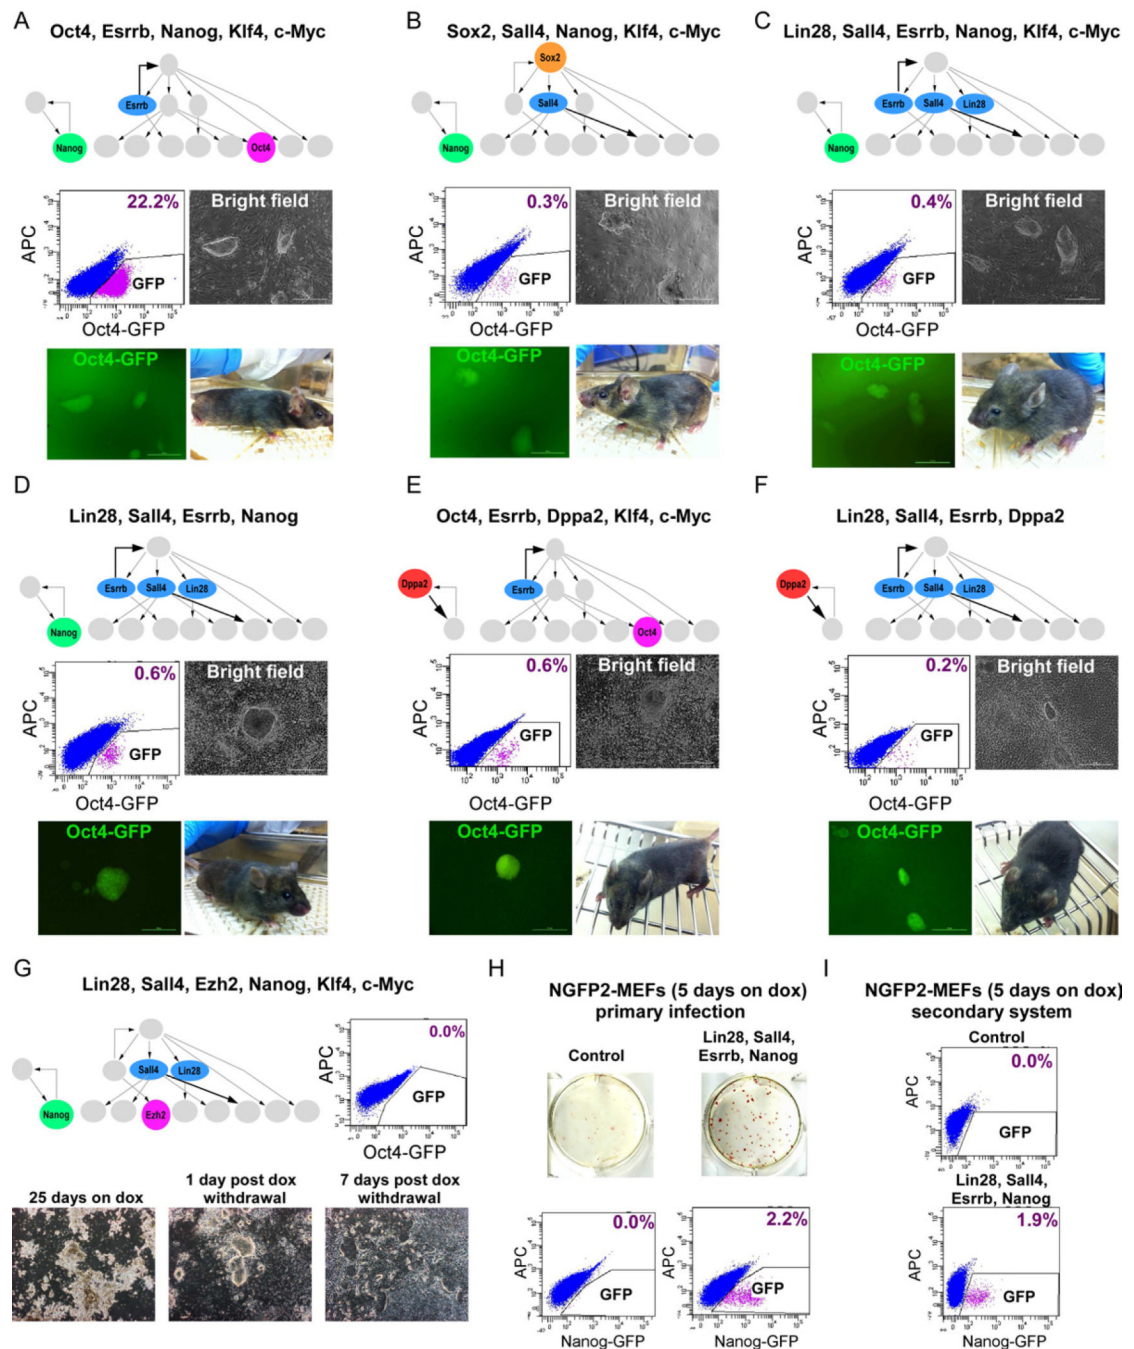 A
Oct4, Esrrb, Nanog, Klf4, c-Myc
Esrrb
Nanog
Oct4
22.2%
APC
GFP
Oct4-GFP
Bright field
Oct4-GFP
B
Sox2, Sall4, Nanog, Klf4, c-Myc
Sox2
Sall4
Nanog
0.3%
APC
GFP
Oct4-GFP
Bright field
Oct4-GFP
C
Lin28, Sall4, Esrrb, Nanog, Klf4, c-Myc
Esrrb
Sall4
Lin28
Nanog
0.4%
APC
GFP
Oct4-GFP
Bright field
Oct4-GFP
D
Lin28, Sall4, Esrrb, Nanog
Esrrb
Sall4
Lin28
Nanog
0.6%
APC
GFP
Oct4-GFP
Bright field
Oct4-GFP
E
Oct4, Esrrb, Dppa2, Klf4, c-Myc
Dppa2
Esrrb
Oct4
0.6%
APC
GFP
Oct4-GFP
Bright field
Oct4-GFP
F
Lin28, Sall4, Esrrb, Dppa2
Dppa2
Esrrb
Sall4
Lin28
0.2%
APC
GFP
Oct4-GFP
Bright field
Oct4-GFP
G
Lin28, Sall4, Ezh2, Nanog, Klf4, c-Myc
Sall4
Lin28
Nanog
Ezh2
0.0%
APC
GFP
Oct4-GFP
25 days on dox
1 day post dox
withdrawal
7 days post dox
withdrawal
H
NGFP2-MEFs (5 days on dox)
primary infection
Control
Lin28, Sall4,
Esrrb, Nanog
0.0%
APC
GFP
Nanog-GFP
2.2%
APC
GFP
Nanog-GFP
I
NGFP2-MEFs (5 days on dox)
secondary system
Control
0.0%
APC
GFP
Lin28, Sall4,
Esrrb, Nanog
1.9%
APC
GFP
Nanog-GFP